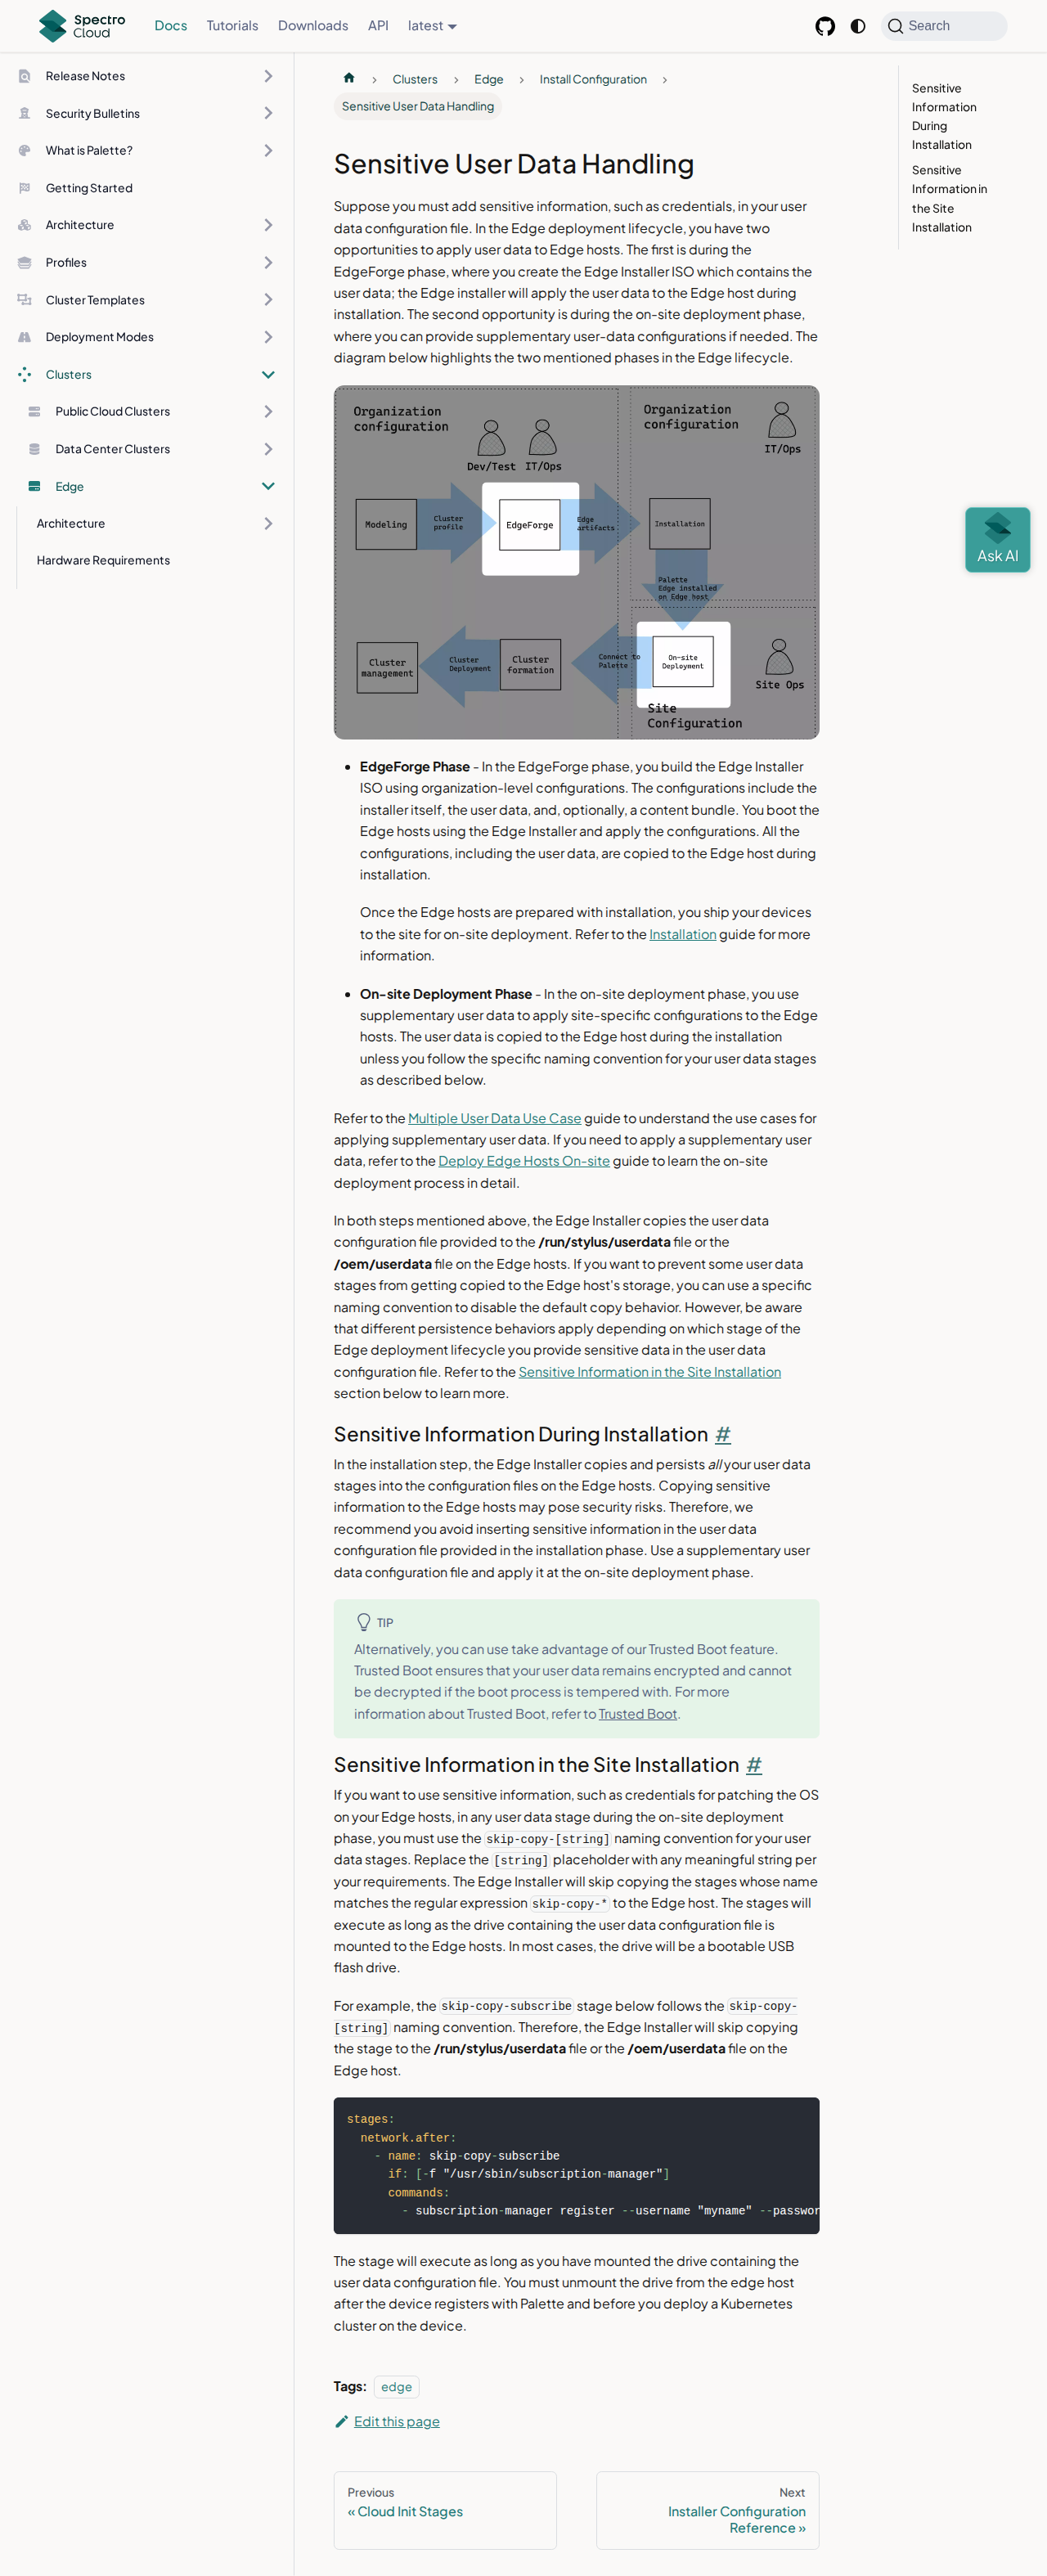 Spectro
Cloud
Docs
Tutorials
Downloads
API
latest
Search
Release Notes
Security Bulletins
What is Palette?
Getting Started
Architecture
Profiles
Cluster Templates
Deployment Modes
Clusters
Public Cloud Clusters
Data Center Clusters
Edge
Architecture
Hardware Requirements
Clusters
Edge
Install Configuration
Sensitive User Data Handling
Sensitive User Data Handling
Suppose you must add sensitive information, such as credentials, in your user
data configuration file. In the Edge deployment lifecycle, you have two
opportunities to apply user data to Edge hosts. The first is during the
EdgeForge phase, where you create the Edge Installer ISO which contains the
user data; the Edge installer will apply the user data to the Edge host during
installation. The second opportunity is during the on-site deployment phase,
where you can provide supplementary user-data configurations if needed. The
diagram below highlights the two mentioned phases in the Edge lifecycle.
Organization
configuration
Organization
configuration
Dev/Test
IT/Ops
IT/Ops
Modeling
Cluster
profile
EdgeForge
Edge
artifacts
Installation
Palette
Edge installed
on Edge host
Cluster
management
Cluster
Deployment
Cluster
formation
Connect to
Palette
On-site
Deployment
Site Ops
Site
Configuration
EdgeForge Phase - In the EdgeForge phase, you build the Edge Installer
ISO using organization-level configurations. The configurations include the
installer itself, the user data, and, optionally, a content bundle. You boot the
Edge hosts using the Edge Installer and apply the configurations. All the
configurations, including the user data, are copied to the Edge host during
installation.
Once the Edge hosts are prepared with installation, you ship your devices
to the site for on-site deployment. Refer to the Installation guide for more
information.
On-site Deployment Phase - In the on-site deployment phase, you use
supplementary user data to apply site-specific configurations to the Edge
hosts. The user data is copied to the Edge host during the installation
unless you follow the specific naming convention for your user data stages
as described below.
Refer to the Multiple User Data Use Case guide to understand the use cases for
applying supplementary user data. If you need to apply a supplementary user
data, refer to the Deploy Edge Hosts On-site guide to learn the on-site
deployment process in detail.
In both steps mentioned above, the Edge Installer copies the user data
configuration file provided to the /run/stylus/userdata file or the
/oem/userdata file on the Edge hosts. If you want to prevent some user data
stages from getting copied to the Edge host's storage, you can use a specific
naming convention to disable the default copy behavior. However, be aware
that different persistence behaviors apply depending on which stage of the
Edge deployment lifecycle you provide sensitive data in the user data
configuration file. Refer to the Sensitive Information in the Site Installation
section below to learn more.
Sensitive Information During Installation #
In the installation step, the Edge Installer copies and persists all your user data
stages into the configuration files on the Edge hosts. Copying sensitive
information to the Edge hosts may pose security risks. Therefore, we
recommend you avoid inserting sensitive information in the user data
configuration file provided in the installation phase. Use a supplementary user
data configuration file and apply it at the on-site deployment phase.
TIP
Alternatively, you can use take advantage of our Trusted Boot feature.
Trusted Boot ensures that your user data remains encrypted and cannot
be decrypted if the boot process is tempered with. For more
information about Trusted Boot, refer to Trusted Boot.
Sensitive Information in the Site Installation #
If you want to use sensitive information, such as credentials for patching the OS
on your Edge hosts, in any user data stage during the on-site deployment
phase, you must use the skip-copy-[string] naming convention for your user
data stages. Replace the [string] placeholder with any meaningful string per
your requirements. The Edge Installer will skip copying the stages whose name
matches the regular expression skip-copy-* to the Edge host. The stages will
execute as long as the drive containing the user data configuration file is
mounted to the Edge hosts. In most cases, the drive will be a bootable USB
flash drive.
For example, the skip-copy-subscribe stage below follows the skip-copy-
[string] naming convention. Therefore, the Edge Installer will skip copying
the stage to the /run/stylus/userdata file or the /oem/userdata file on the
Edge host.
stages:
network.after:
- name: skip-copy-subscribe
if: [-f "/usr/sbin/subscription-manager"]
commands:
- subscription-manager register --username "myname" --passwor
The stage will execute as long as you have mounted the drive containing the
user data configuration file. You must unmount the drive from the edge host
after the device registers with Palette and before you deploy a Kubernetes
cluster on the device.
Tags: edge
Edit this page
Previous
« Cloud Init Stages
Next
Installer Configuration
Reference »
Sensitive
Information
During
Installation
Sensitive
Information in
the Site
Installation
Ask AI